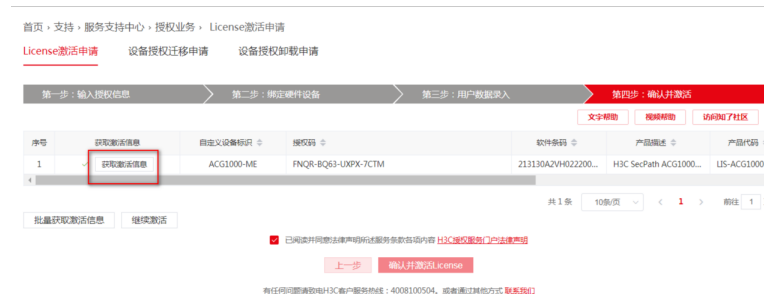 首页 › 支持 › 服务支持中心 › 授权业务 › License激活申请
License激活申请 设备授权迁移申请 设备授权卸载申请
第一步：输入授权信息 第二步：绑定硬件设备 第三步：用户数据录入 第四步：确认并激活
文字帮助 视频帮助 访问知了社区
序号 获取激活信息 自定义设备标识 授权码 软件条码 产品描述 产品代码
1 获取激活信息 ACG1000-ME FNQR-BQ63-UXPX-7CTM 213130A2VH022200... H3C SecPath ACG1000... LIS-ACG1000
共 1 条 10条/页 1 前往 1
批量获取激活信息 继续激活
已阅读并同意法律声明所述服务条款各项内容 H3C授权服务门户法律声明
上一步 确认并激活License
有任何问题请致电H3C客户服务热线：4008100504。或者通过其他方式 联系我们